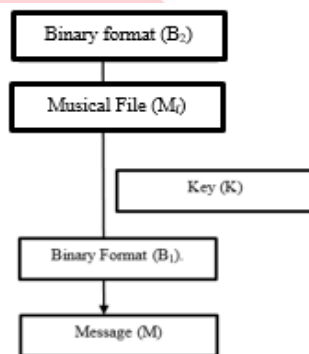 Binary format (B₂)
Musical File (Mf)
Key (K)
Binary Format (B₁).
Message (M)